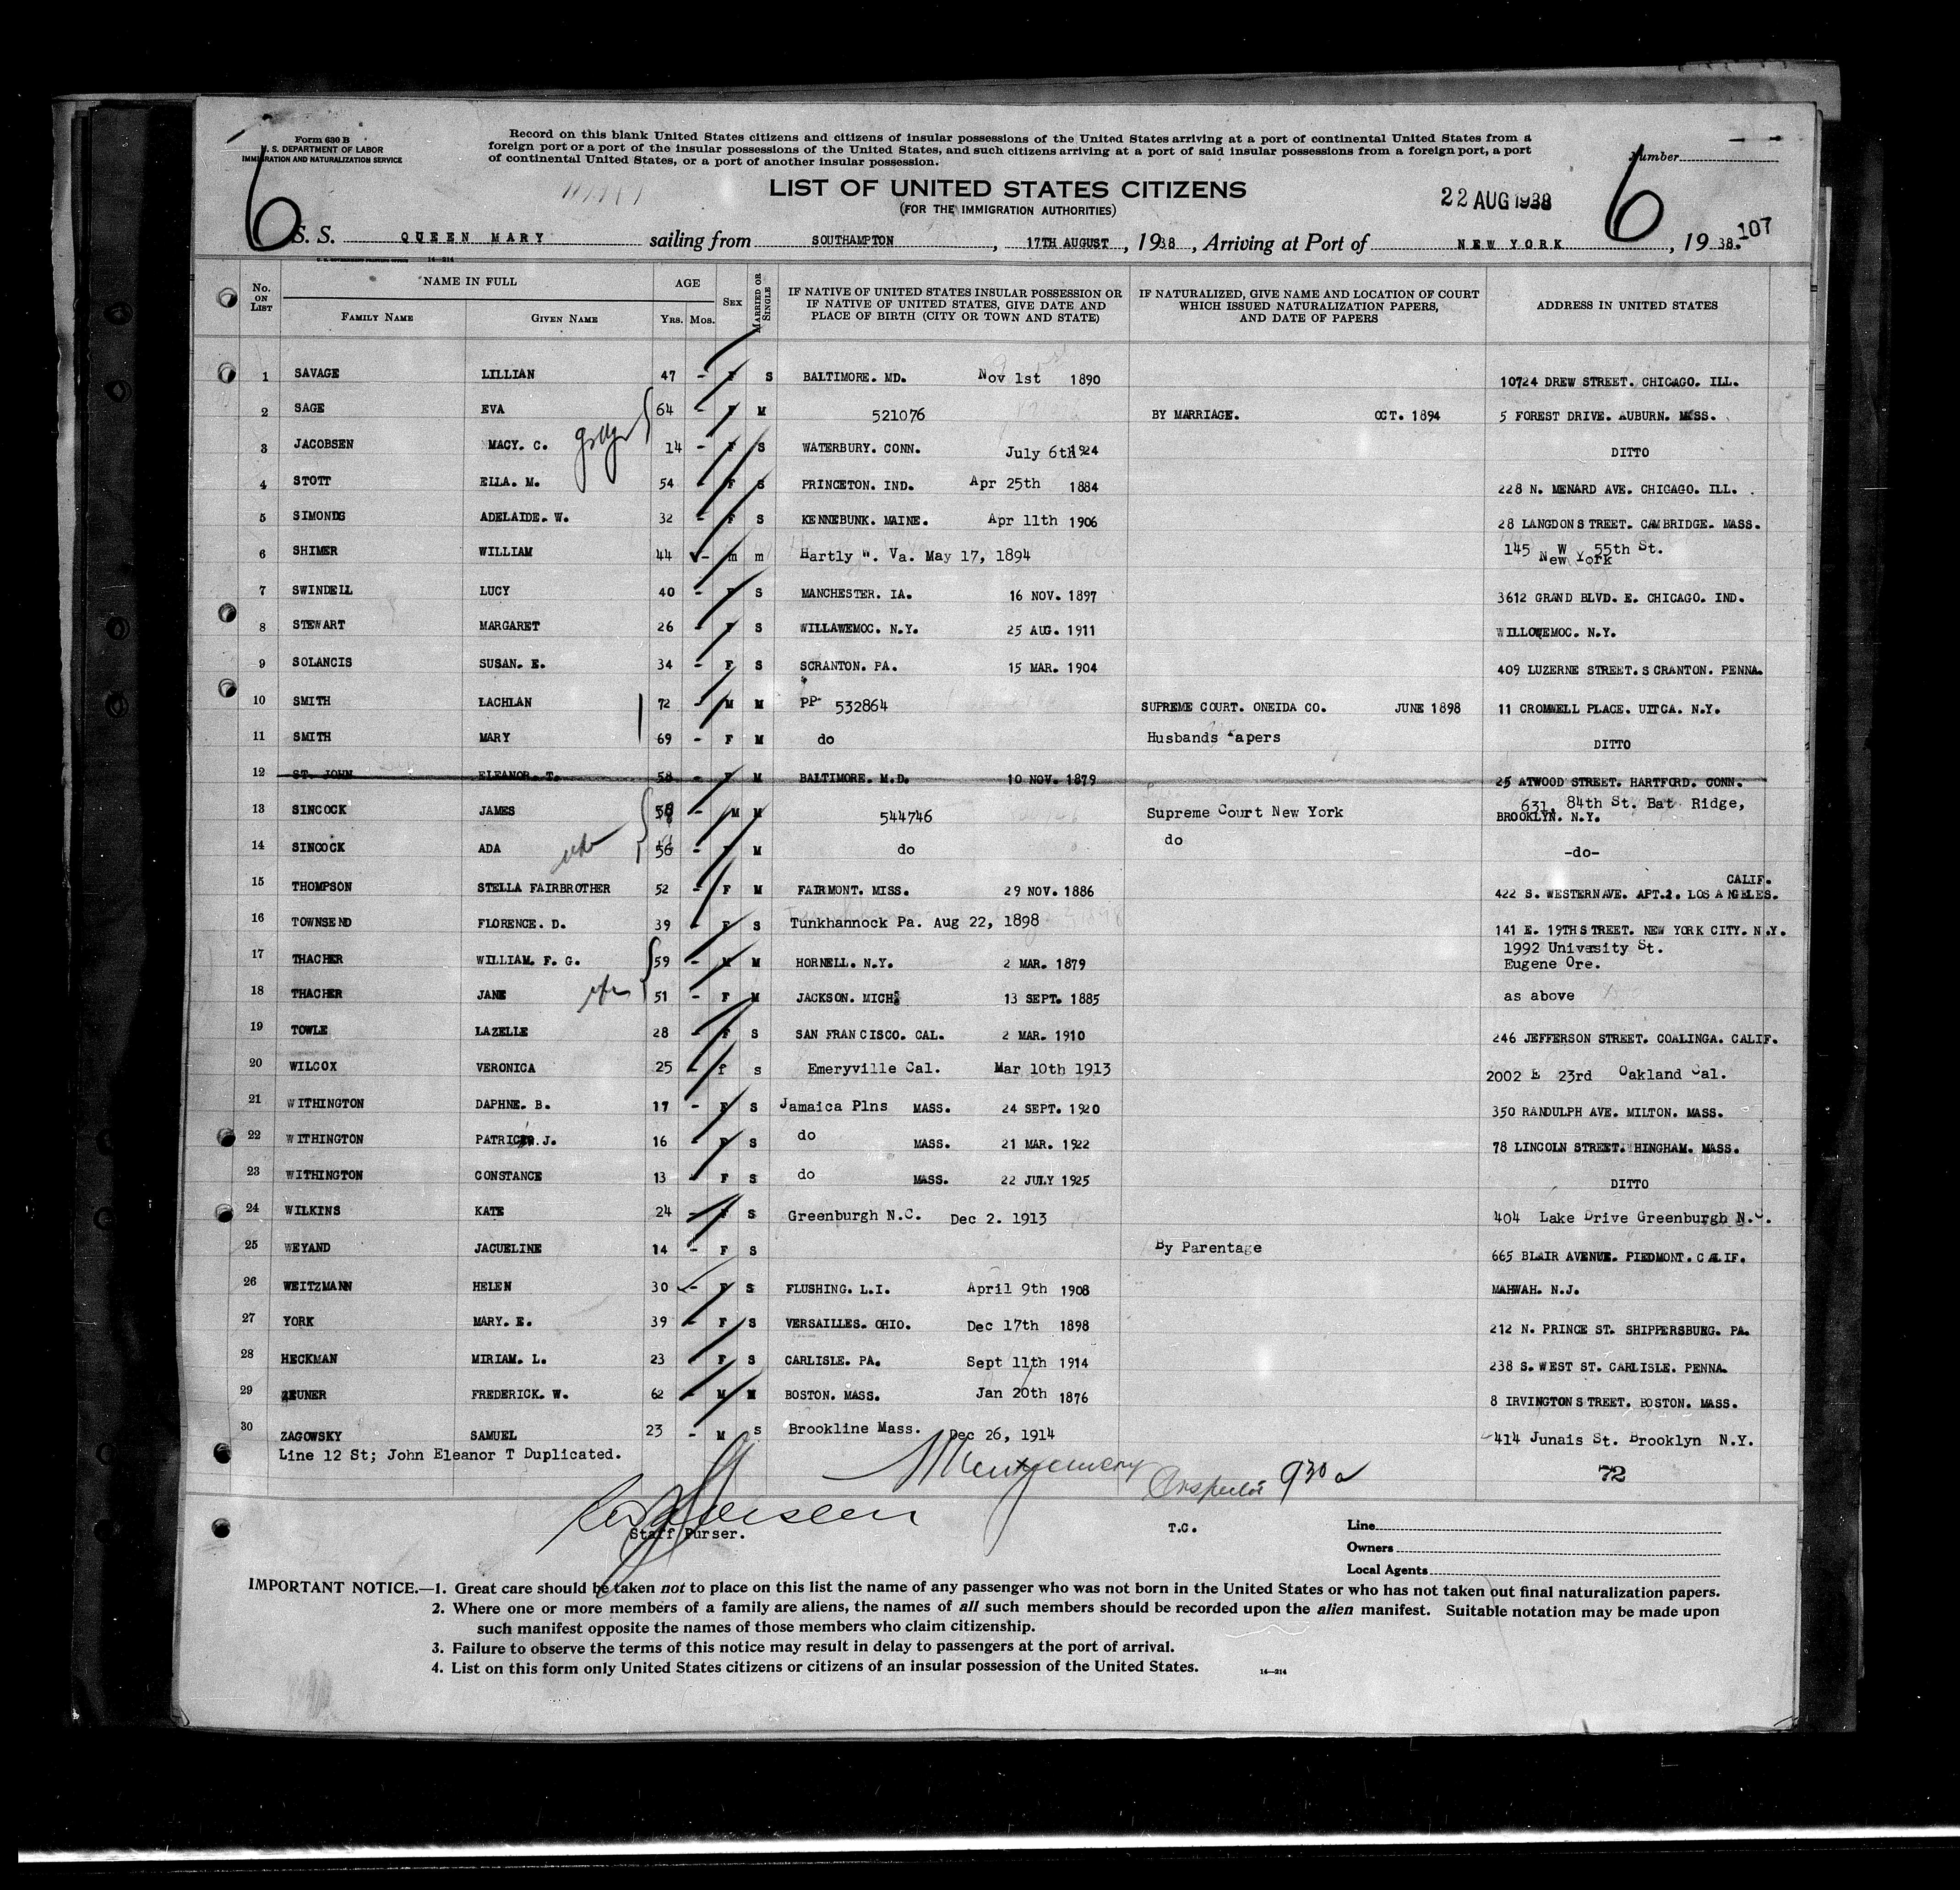 Form 630 B
U. S. DEPARTMENT OF LABOR
IMMIGRATION AND NATURALIZATION SERVICE
Record on this blank United States citizens and citizens of insular possessions of the United States arriving at a port of continental United States from a
foreign port or a port of the insular possessions of the United States, and such citizens arriving at a port of said insular possessions from a foreign port, a port
of continental United States, or a port of another insular possession.
Number
LIST OF UNITED STATES CITIZENS
(FOR THE IMMIGRATION AUTHORITIES)
22 AUG 1938
6 6
S. S. QUEEN MARY sailing from SOUTHAMPTON, 17TH AUGUST, 1938, Arriving at Port of NEW YORK, 1938. 107
U. S. GOVERNMENT PRINTING OFFICE 14—214
No. ON LIST NAME IN FULL FAMILY NAME GIVEN NAME AGE Yrs. Mos. SEX MARRIED OR SINGLE IF NATIVE OF UNITED STATES INSULAR POSSESSION OR IF NATIVE OF UNITED STATES, GIVE DATE AND PLACE OF BIRTH (CITY OR TOWN AND STATE) IF NATURALIZED, GIVE NAME AND LOCATION OF COURT WHICH ISSUED NATURALIZATION PAPERS, AND DATE OF PAPERS ADDRESS IN UNITED STATES
1 SAVAGE LILLIAN 47 - F S BALTIMORE. MD. Nov 1st 1890 10724 DREW STREET. CHICAGO. ILL.
2 SAGE EVA 64 - F M 521076 BY MARRIAGE. OCT. 1894 5 FOREST DRIVE. AUBURN. MASS.
3 JACOBSEN MACY. C. 14 - F S WATERBURY. CONN. July 6th 1924 DITTO
4 STOTT ELLA. M. 54 - F S PRINCETON. IND. Apr 25th 1884 228 N. MENARD AVE. CHICAGO. ILL.
5 SIMONDS ADELAIDE. W. 32 - F S KENNEBUNK. MAINE. Apr 11th 1906 28 LANGDON STREET. CAMBRIDGE. MASS.
6 SHIMER WILLIAM 44 - m m Hartly W. Va. May 17, 1894 145 W 55th St. New York
7 SWINDELL LUCY 40 - F S MANCHESTER. IA. 16 NOV. 1897 3612 GRAND BLVD. E. CHICAGO. IND.
8 STEWART MARGARET 26 - F S WILLAWEMOC. N.Y. 25 AUG. 1911 WILLOWEMOC. N.Y.
9 SOLANCIS SUSAN. E. 34 - F S SCRANTON. PA. 15 MAR. 1904 409 LUZERNE STREET. SCRANTON. PENNA.
10 SMITH LACHLAN 72 - M M PP 532864 SUPREME COURT. ONEIDA CO. JUNE 1898 11 CROMWELL PLACE. UITCA. N.Y.
11 SMITH MARY 69 - F M do Husbands Papers DITTO
12 ST. JOHN ELEANOR. T. 58 - F M BALTIMORE. M.D. 10 NOV. 1879 25 ATWOOD STREET. HARTFORD. CONN.
13 SINCOCK JAMES - M M 544746 Supreme Court New York 631, 84th St. Bat Ridge, BROOKLYN. N.Y.
14 SINCOCK ADA 56 - F M do do -do-
15 THOMPSON STELLA FAIRBROTHER 52 - F M FAIRMONT. MISS. 29 NOV. 1886 422 S. WESTERN AVE. APT.2. LOS ANGELES. CALIF.
16 TOWNSEND FLORENCE. D. 39 - F S Tunkhannock Pa. Aug 22, 1898 141 E. 19TH STREET. NEW YORK CITY. N.Y.
17 THACHER WILLIAM. F. G. 59 - M M HORNELL. N.Y. 2 MAR. 1879 1992 Univesity St. Eugene Ore.
18 THACHER JANE 51 - F M JACKSON. MICH. 13 SEPT. 1885 as above
19 TOWLE LAZELLE 28 - F S SAN FRANCISCO. CAL. 2 MAR. 1910 246 JEFFERSON STREET. COALINGA. CALIF.
20 WILCOX VERONICA 25 - f s Emeryville Cal. Mar 10th 1913 2002 E 23rd Oakland Cal.
21 WITHINGTON DAPHNE. B. 17 - F S Jamaica Plns MASS. 24 SEPT. 1920 350 RANDULPH AVE. MILTON. MASS.
22 WITHINGTON J. 16 - F S do MASS. 21 MAR. 1922 78 LINCOLN STREET. HINGHAM. MASS.
23 WITHINGTON CONSTANCE 13 - F S do MASS. 22 JULY 1925 DITTO
24 WILKINS KATE 24 - F S Greenburgh N.C. Dec 2. 1913 404 Lake Drive Greenburgh N.C.
25 WEYAND JACUELINE 14 - F S By Parentage 665 BLAIR AVENUE. PIEDMONT. CALIF.
26 WEITZMANN HELEN 30 - F S FLUSHING. L.I. April 9th 1908 MAHWAH. N.J.
27 YORK MARY. E. 39 - F S VERSAILLES. OHIO. Dec 17th 1898 212 N. PRINCE ST. SHIPPERSBURG. PA.
28 HECKMAN MIRIAM. L. 23 - F S CARLISLE. PA. Sept 11th 1914 238 S. WEST ST. CARLISLE. PENNA.
29 ZEUNER FREDERICK. W. 62 - M M BOSTON. MASS. Jan 20th 1876 8 IRVINGTON STREET. BOSTON. MASS.
30 ZAGOWSKY SAMUEL 23 - M S Brookline Mass. Dec 26, 1914 414 Junais St. Brooklyn N.Y.
Line 12 St; John Eleanor T Duplicated.
Montgomery Inspector 930 a 72
Staff Purser. T.C.
Line
Owners
Local Agents
IMPORTANT NOTICE.—1. Great care should be taken not to place on this list the name of any passenger who was not born in the United States or who has not taken out final naturalization papers.
2. Where one or more members of a family are aliens, the names of all such members should be recorded upon the alien manifest. Suitable notation may be made upon
such manifest opposite the names of those members who claim citizenship.
3. Failure to observe the terms of this notice may result in delay to passengers at the port of arrival.
4. List on this form only United States citizens or citizens of an insular possession of the United States.
14—214